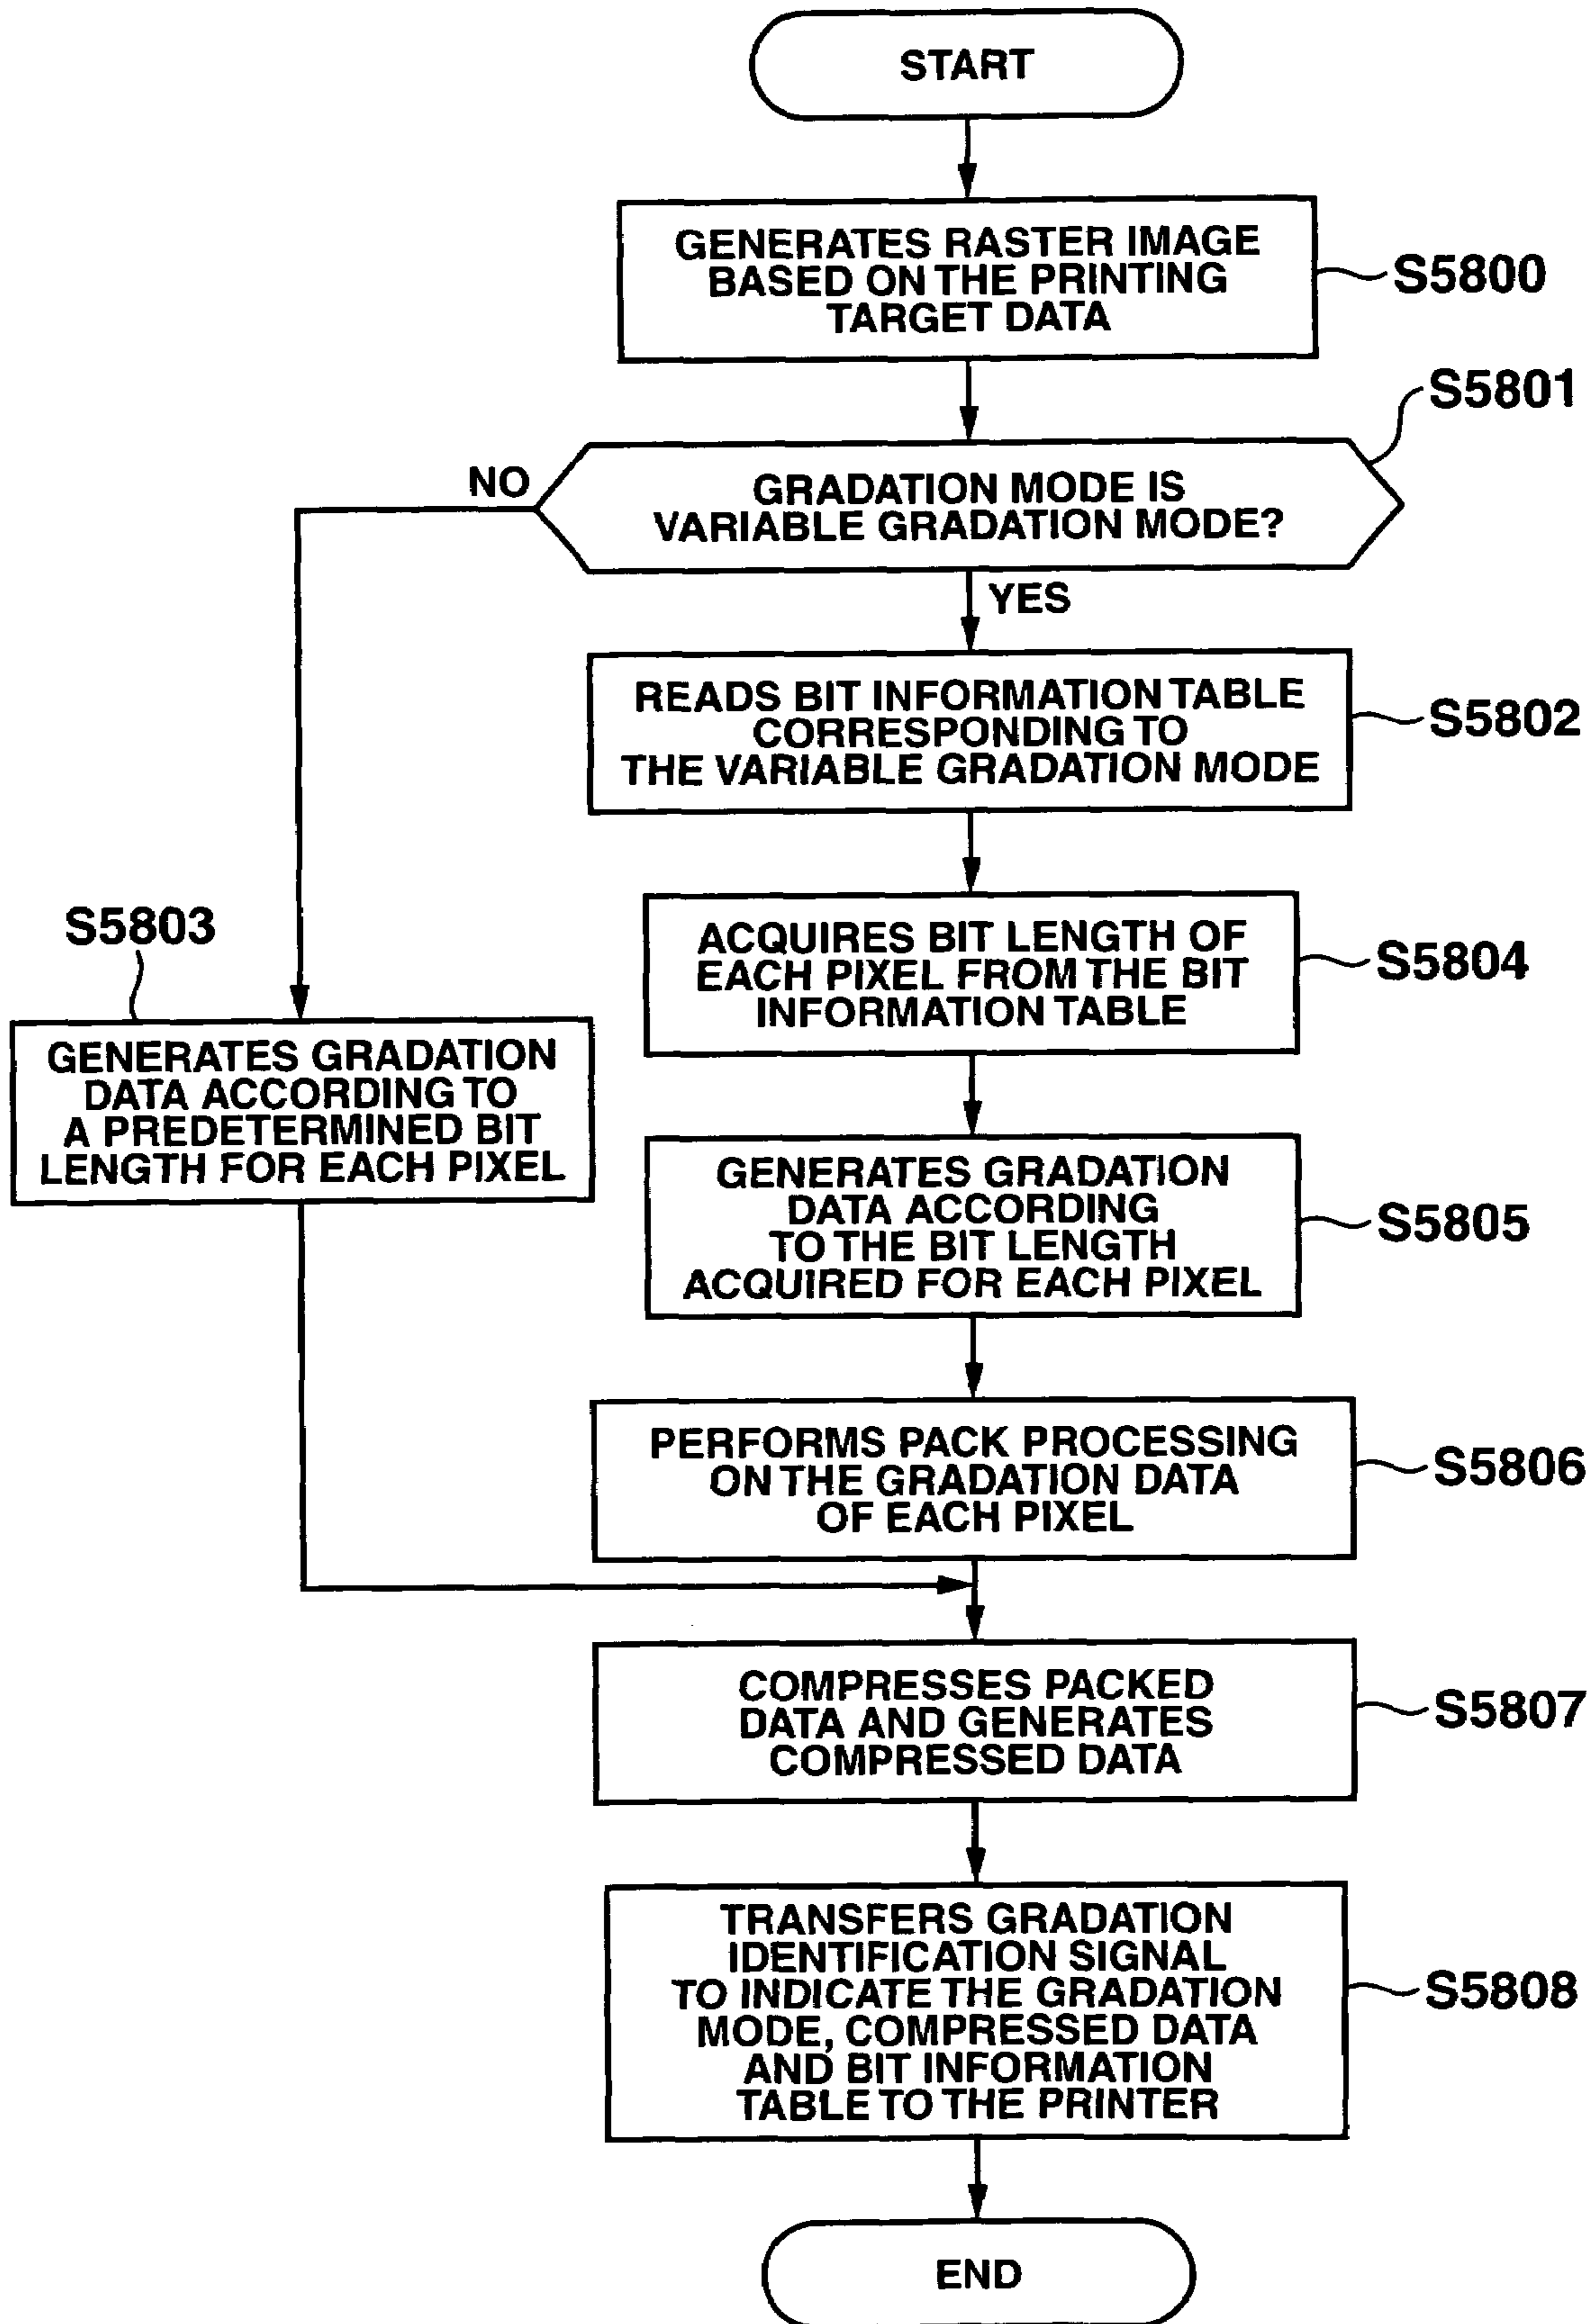 START
GENERATES RASTER IMAGE
BASED ON THE PRINTING
TARGET DATA
S5800
S5801
GRADATION MODE IS
VARIABLE GRADATION MODE?
NO
YES
READS BIT INFORMATION TABLE
CORRESPONDING TO
THE VARIABLE GRADATION MODE
S5802
S5803
GENERATES GRADATION
DATA ACCORDING TO
A PREDETERMINED BIT
LENGTH FOR EACH PIXEL
ACQUIRES BIT LENGTH OF
EACH PIXEL FROM THE BIT
INFORMATION TABLE
S5804
GENERATES GRADATION
DATA ACCORDING
TO THE BIT LENGTH
ACQUIRED FOR EACH PIXEL
S5805
PERFORMS PACK PROCESSING
ON THE GRADATION DATA
OF EACH PIXEL
S5806
COMPRESSES PACKED
DATA AND GENERATES
COMPRESSED DATA
S5807
TRANSFERS GRADATION
IDENTIFICATION SIGNAL
TO INDICATE THE GRADATION
MODE, COMPRESSED DATA
AND BIT INFORMATION
TABLE TO THE PRINTER
S5808
END